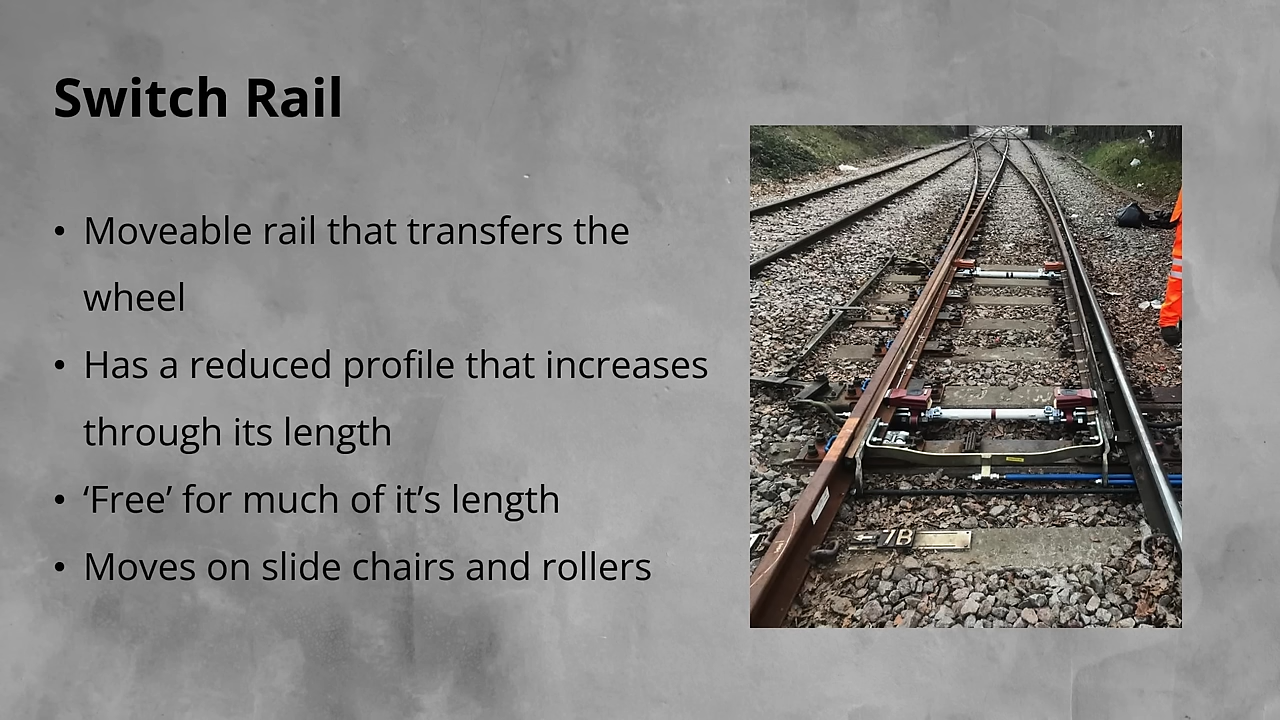 Switch Rail
• Moveable rail that transfers the
wheel
• Has a reduced profile that increases
through its length
• ‘Free’ for much of it’s length
• Moves on slide chairs and rollers
7B